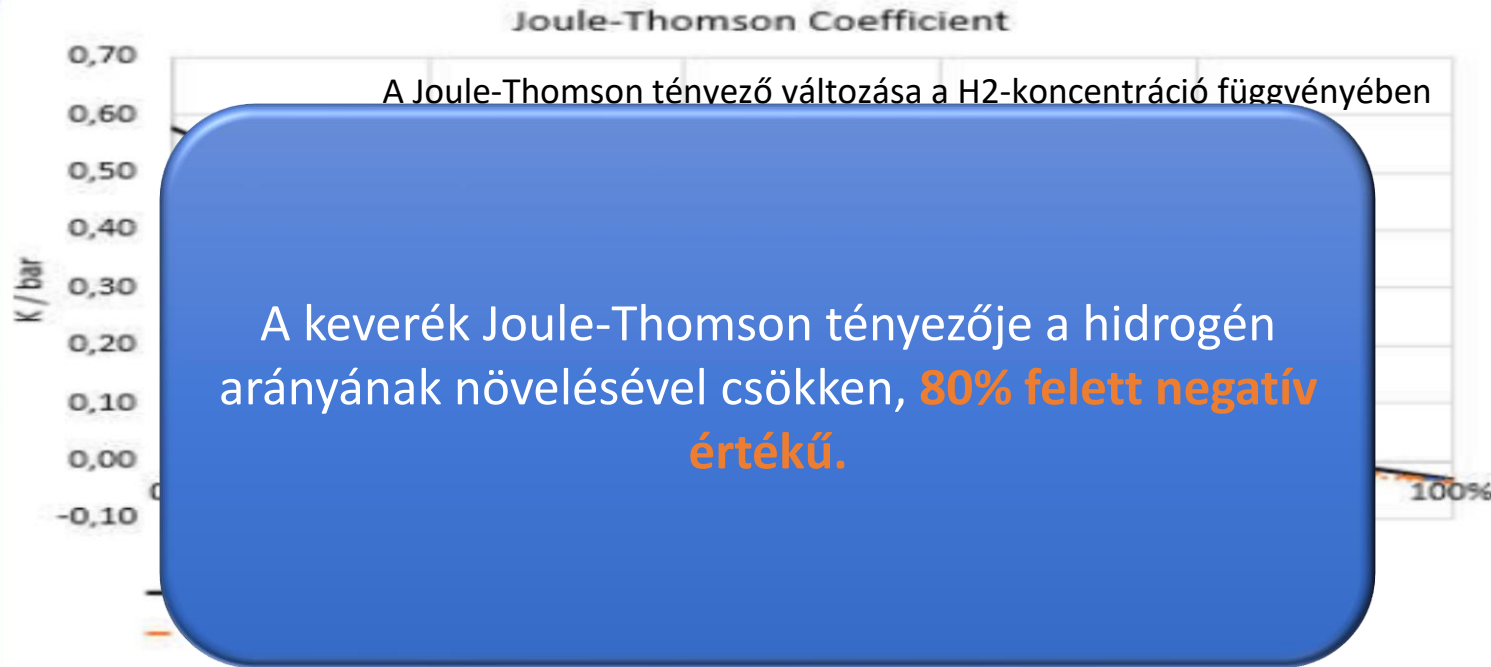 Joule-Thomson Coefficient
A Joule-Thomson tényező változása a H2-koncentráció függvényében
0,70
0,60
0,50
0,40
0,30
0,20
0,10
0,00
-0,10
K / bar
A keverék Joule-Thomson tényezője a hidrogén
arányának növelésével csökken, 80% felett negatív
értékű.
100%